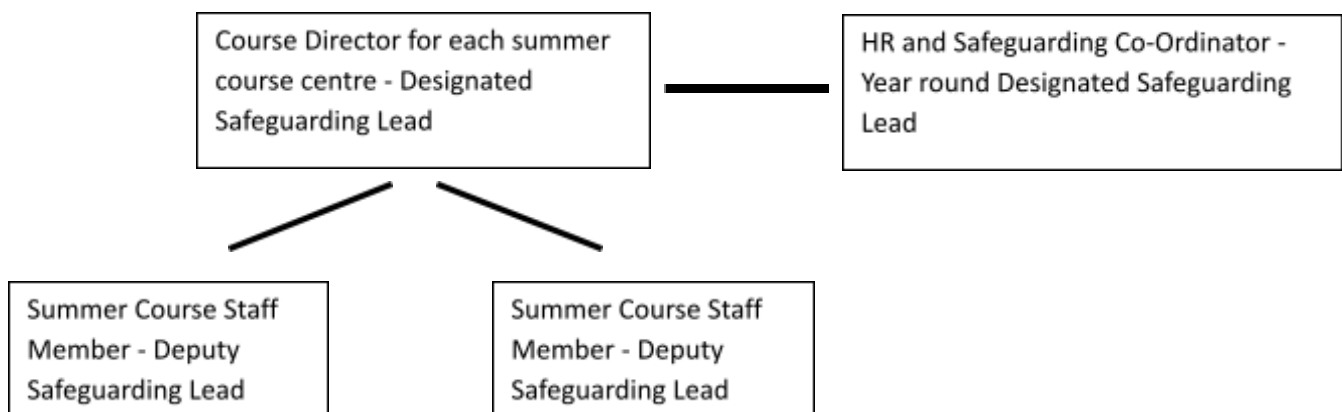 Course Director for each summer
course centre - Designated
Safeguarding Lead
HR and Safeguarding Co-Ordinator -
Year round Designated Safeguarding
Lead
Summer Course Staff
Member - Deputy
Safeguarding Lead
Summer Course Staff
Member - Deputy
Safeguarding Lead